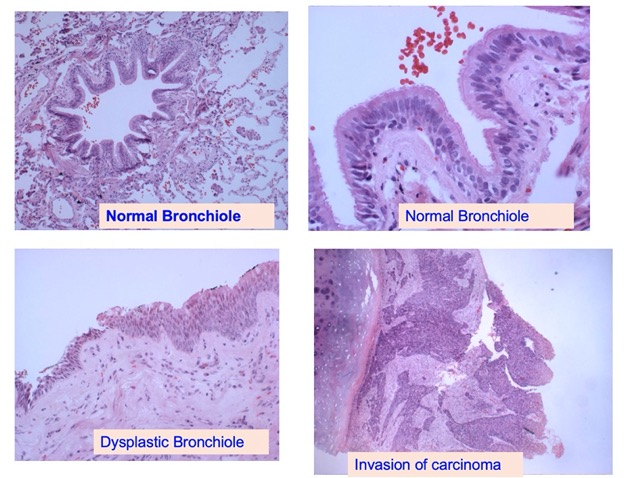 Normal Bronchiole
Normal Bronchiole
Dysplastic Bronchiole
Invasion of carcinoma